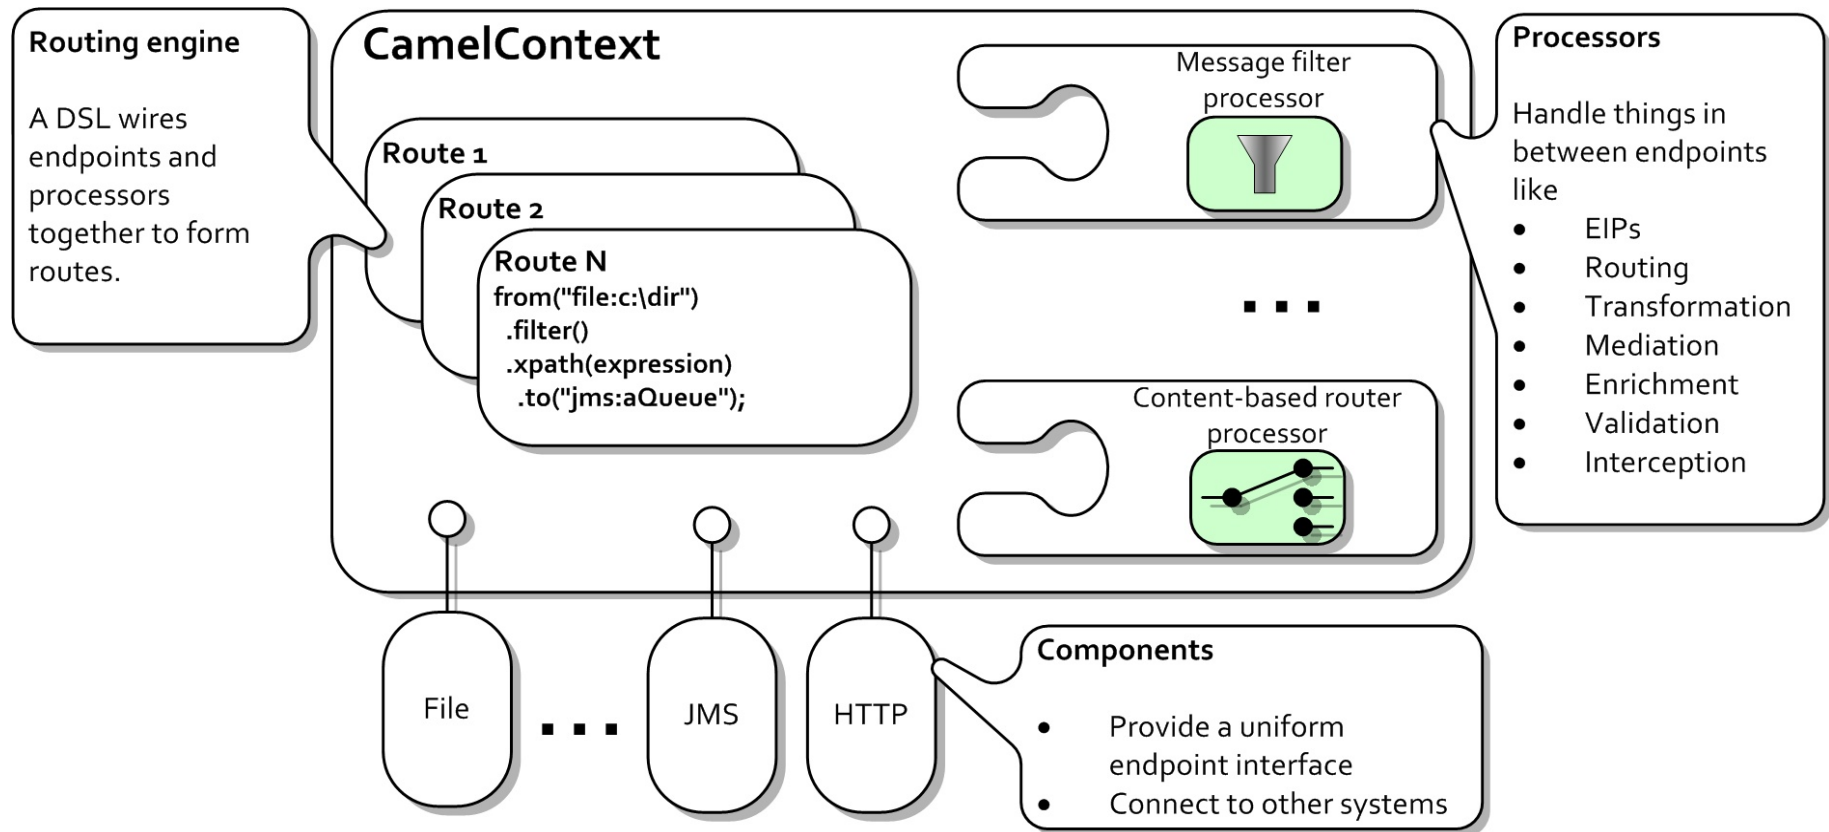 Routing engine
A DSL wires
endpoints and
processors
together to form
routes.
CamelContext
Route 1
Route 2
Route N
from("file:c:\dir")
.filter()
.xpath(expression)
.to("jms:aQueue");
Message filter
processor
Content-based router
processor
Processors
Handle things in
between endpoints
like
• EIPs
• Routing
• Transformation
• Mediation
• Enrichment
• Validation
• Interception
File
JMS
HTTP
Components
• Provide a uniform
endpoint interface
• Connect to other systems